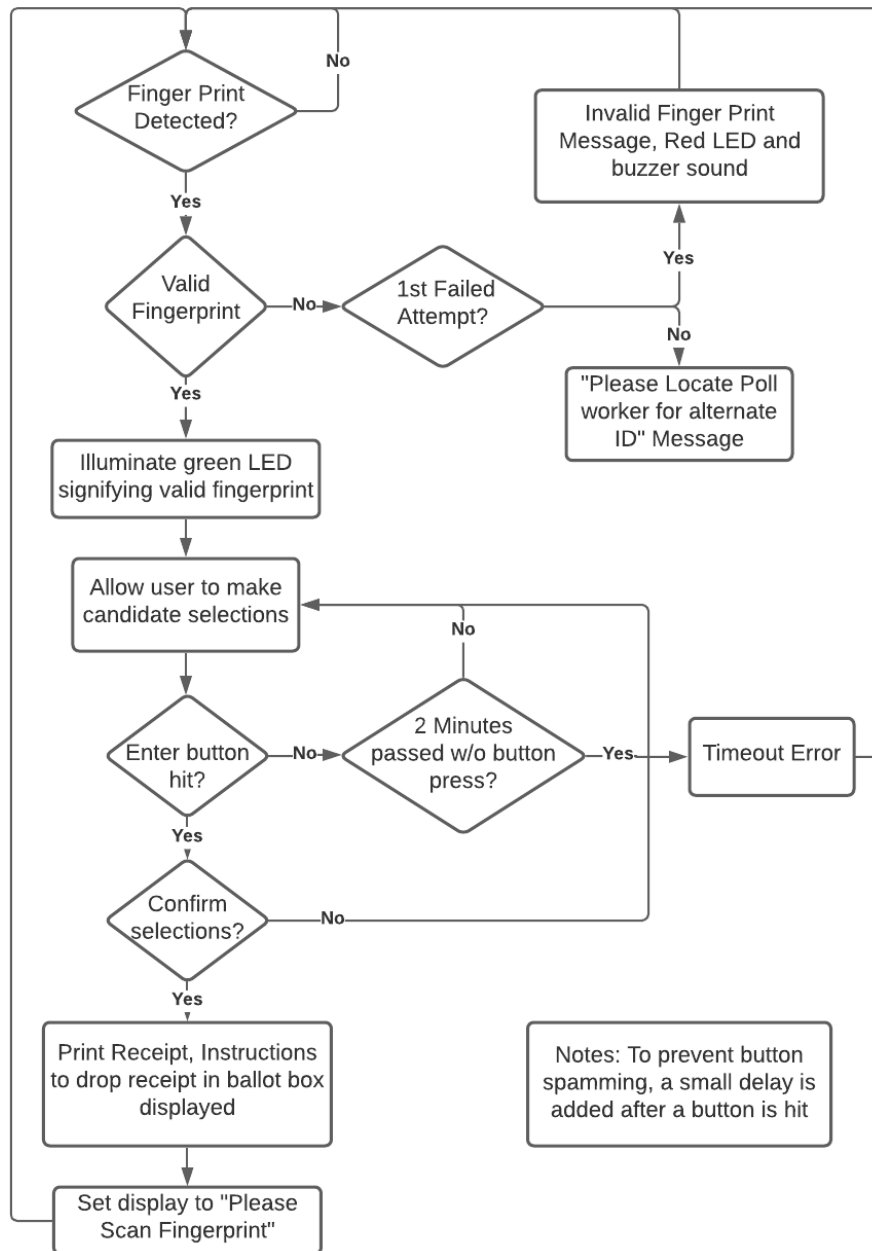 No
Finger Print
Detected?
Invalid Finger Print
Message, Red LED and
buzzer sound
Yes
Valid
Fingerprint
No
1st Failed
Attempt?
Yes
No
"Please Locate Poll
worker for alternate
ID" Message
Yes
Illuminate green LED
signifying valid fingerprint
Allow user to make
candidate selections
No
Enter button
hit?
No
2 Minutes
passed w/o button
press?
Yes
Timeout Error
Yes
Confirm
selections?
No
Yes
Print Receipt, Instructions
to drop receipt in ballot box
displayed
Notes: To prevent button
spamming, a small delay is
added after a button is hit
Set display to "Please
Scan Fingerprint"